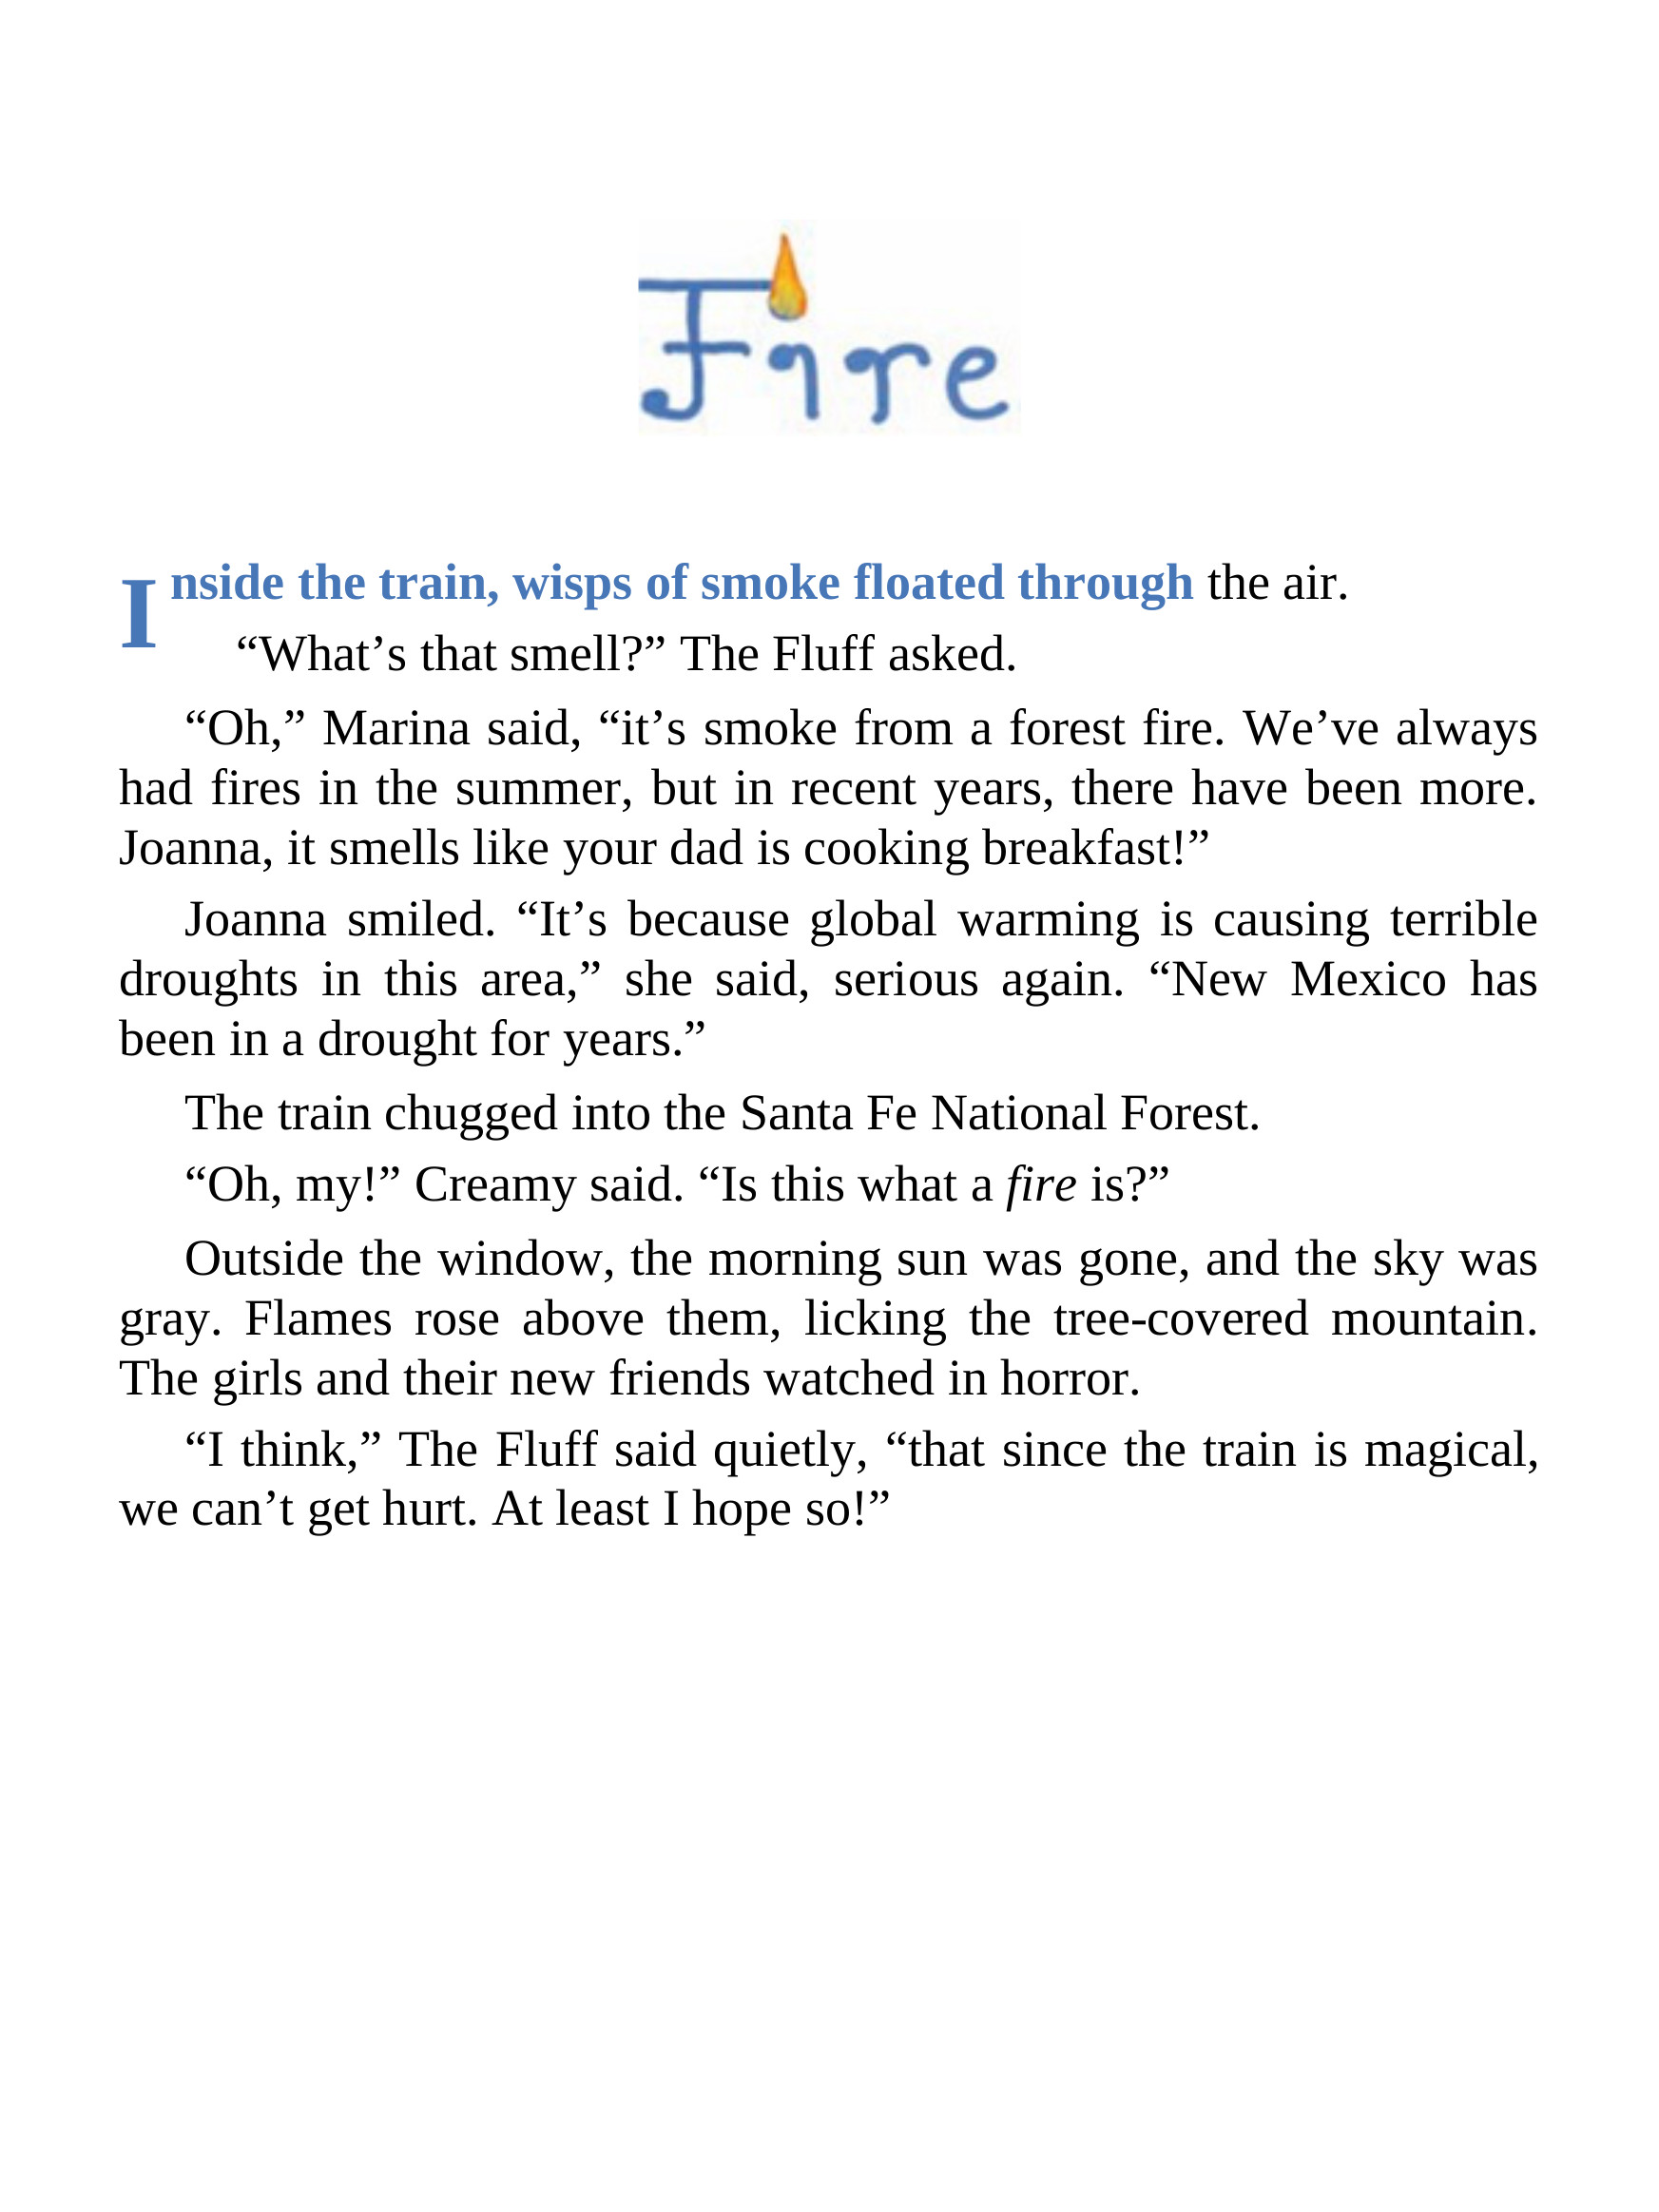 Fire
Inside the train, wisps of smoke floated through the air.
“What’s that smell?” The Fluff asked.
“Oh,” Marina said, “it’s smoke from a forest fire. We’ve always
had fires in the summer, but in recent years, there have been more.
Joanna, it smells like your dad is cooking breakfast!”
Joanna smiled. “It’s because global warming is causing terrible
droughts in this area,” she said, serious again. “New Mexico has
been in a drought for years.”
The train chugged into the Santa Fe National Forest.
“Oh, my!” Creamy said. “Is this what a fire is?”
Outside the window, the morning sun was gone, and the sky was
gray. Flames rose above them, licking the tree-covered mountain.
The girls and their new friends watched in horror.
“I think,” The Fluff said quietly, “that since the train is magical,
we can’t get hurt. At least I hope so!”